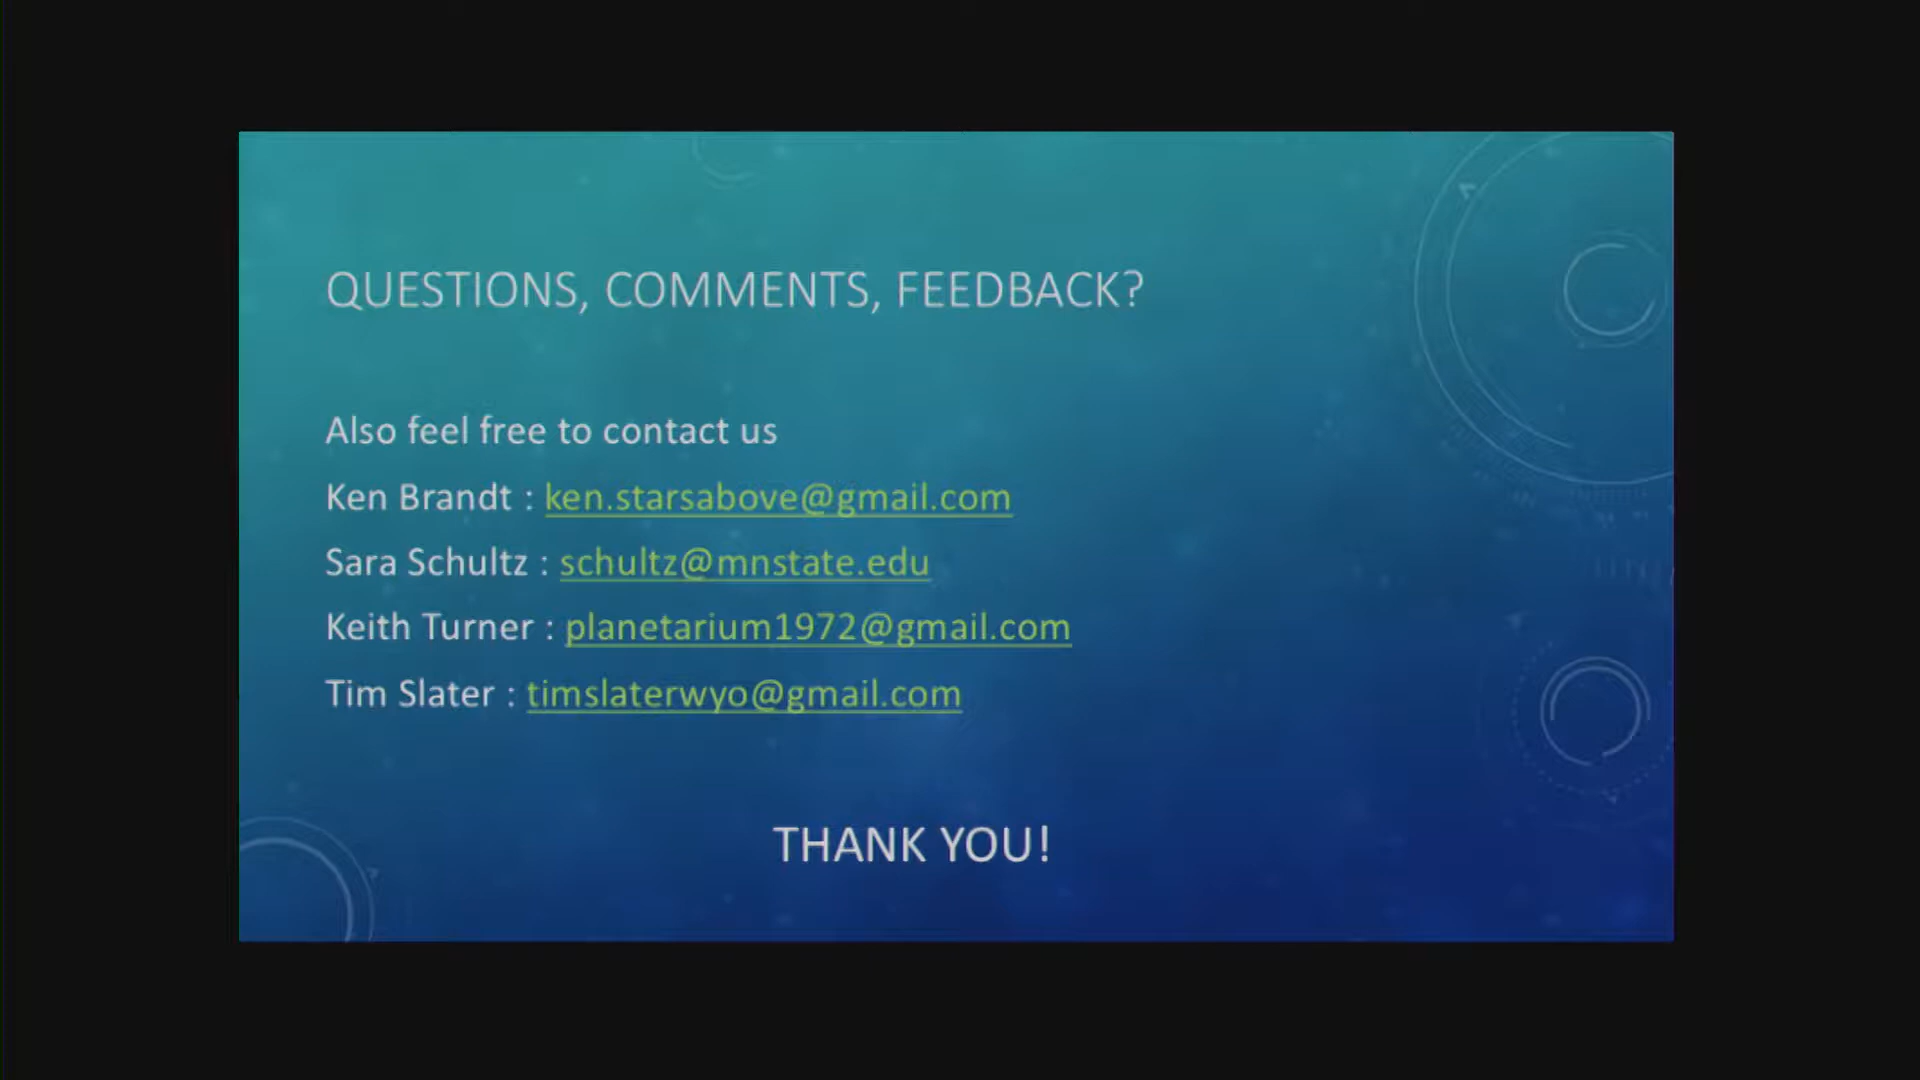 QUESTIONS, COMMENTS, FEEDBACK?
Also feel free to contact us
Ken Brandt : ken.starsabove@gmail.com
Sara Schultz : schultz@mnstate.edu
Keith Turner : planetarium1972@gmail.com
Tim Slater : timslaterwyo@gmail.com
THANK YOU!